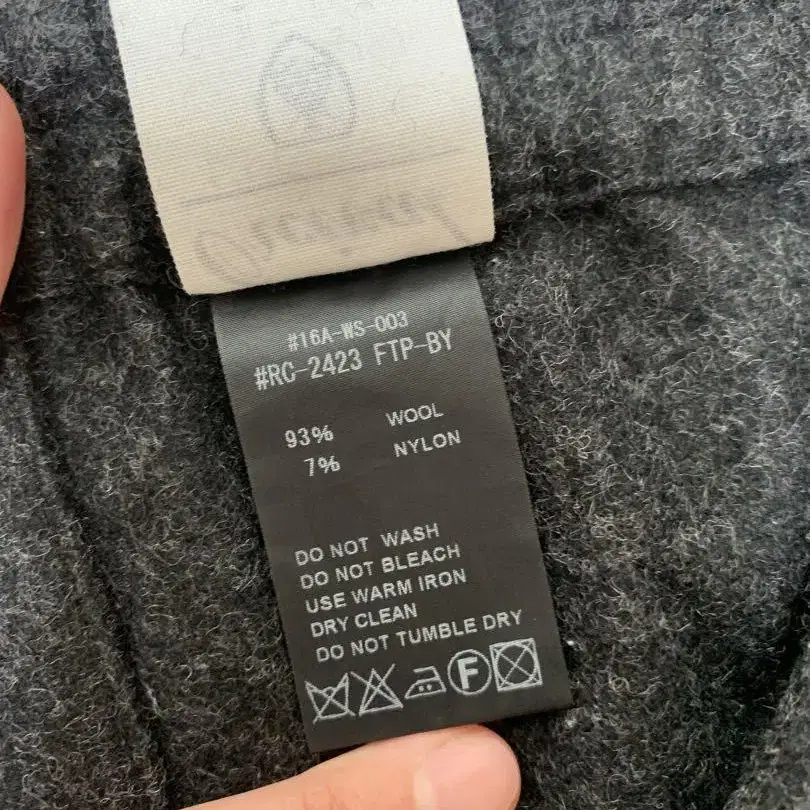 #16A-WS-003
#RC-2423 FTP-BY
93% WOOL
7% NYLON
DO NOT WASH
DO NOT BLEACH
USE WARM IRON
DRY CLEAN
DO NOT TUMBLE DRY
F